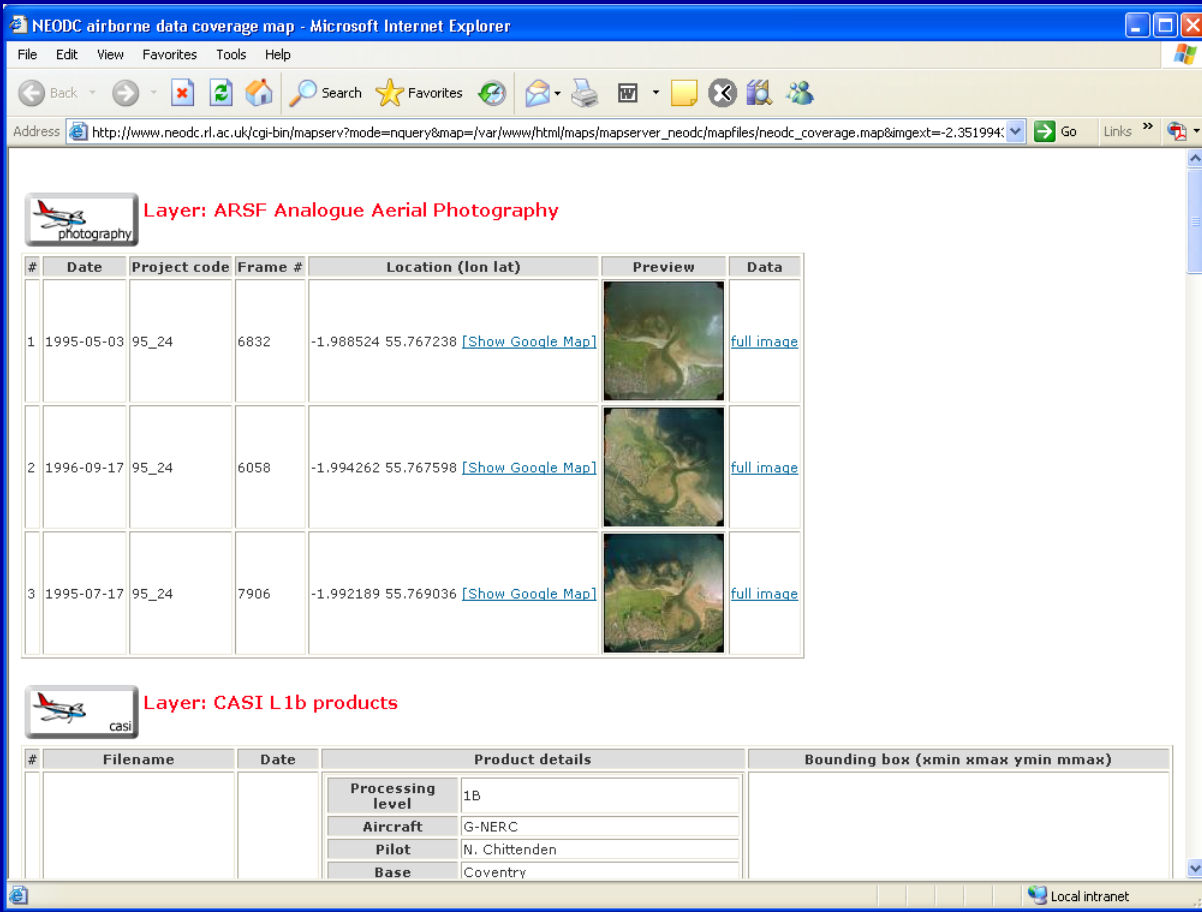 NEODC airborne data coverage map - Microsoft Internet Explorer
File Edit View Favorites Tools Help
Back Search Favorites
Address http://www.neodc.rl.ac.uk/cgi-bin/mapserv?mode=nquery&map=/var/www/html/maps/mapserver_neodc/mapfiles/neodc_coverage.map&imgext=-2.351994 Go Links »
photography
Layer: ARSF Analogue Aerial Photography
# Date Project code Frame # Location (lon lat) Preview Data
1 1995-05-03 95_24 6832 -1.988524 55.767238 [Show Google Map] full image
2 1996-09-17 95_24 6058 -1.994262 55.767598 [Show Google Map] full image
3 1995-07-17 95_24 7906 -1.992189 55.769036 [Show Google Map] full image
casi
Layer: CASI L1b products
# Filename Date Product details Bounding box (xmin xmax ymin mmax)
Processing level 1B
Aircraft G-NERC
Pilot N. Chittenden
Base Coventry
Local intranet